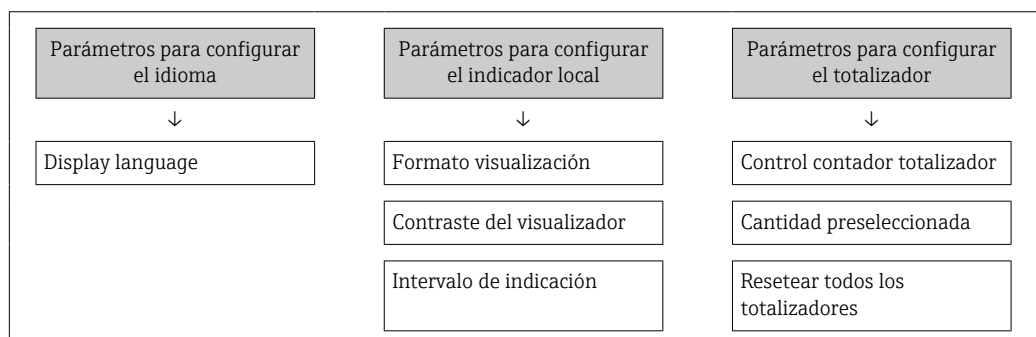 Parámetros para configurar
el idioma
↓
Display language
Parámetros para configurar
el indicador local
↓
Formato visualización
Contraste del visualizador
Intervalo de indicación
Parámetros para configurar
el totalizador
↓
Control contador totalizador
Cantidad preseleccionada
Resetear todos los
totalizadores